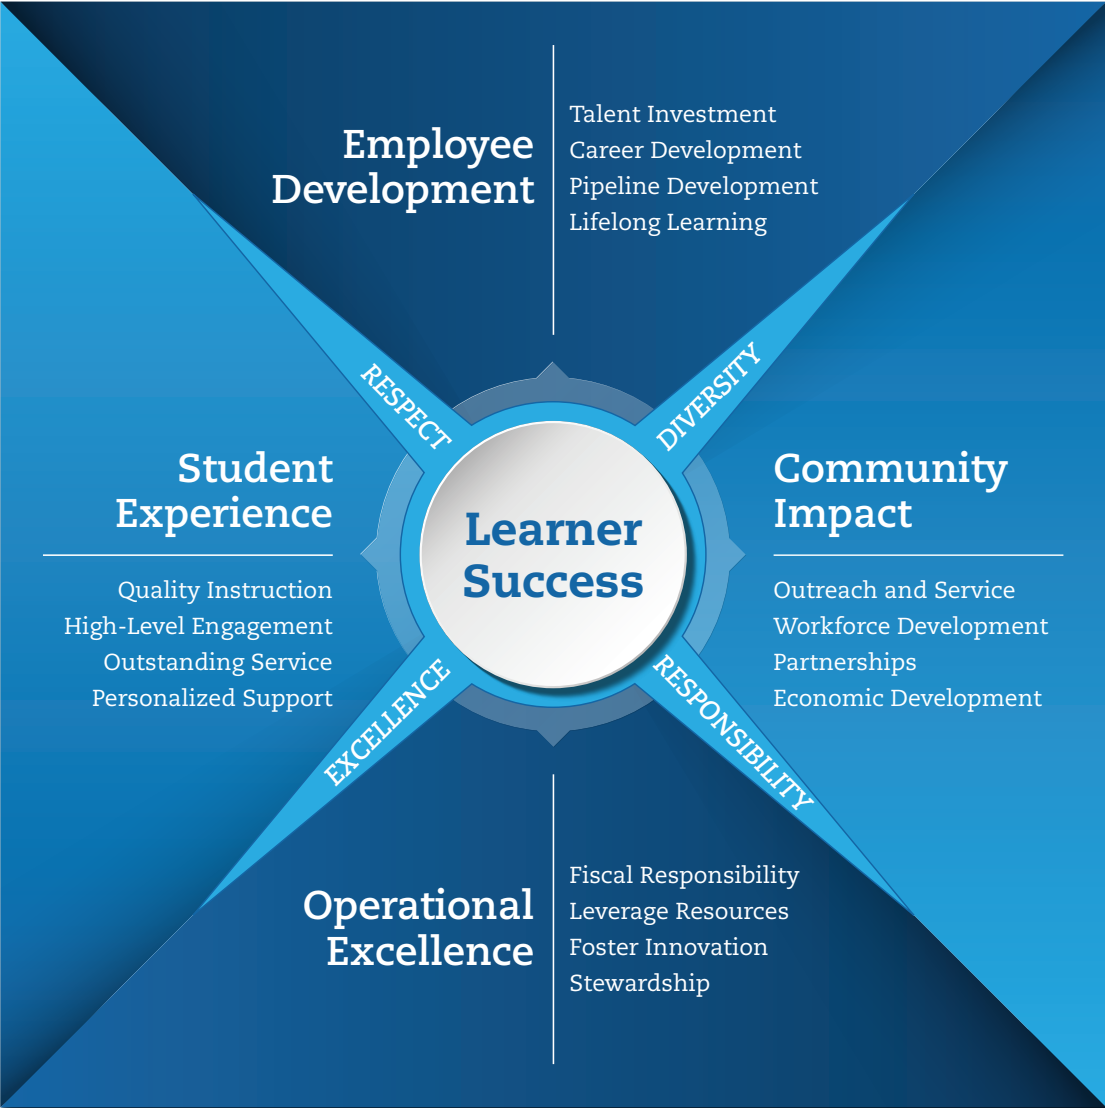 Employee
Development
Talent Investment
Career Development
Pipeline Development
Lifelong Learning
RESPECT
DIVERSITY
Student
Experience
Quality Instruction
High-Level Engagement
Outstanding Service
Personalized Support
Learner
Success
Community
Impact
Outreach and Service
Workforce Development
Partnerships
Economic Development
EXCELLENCE
RESPONSIBILITY
Operational
Excellence
Fiscal Responsibility
Leverage Resources
Foster Innovation
Stewardship